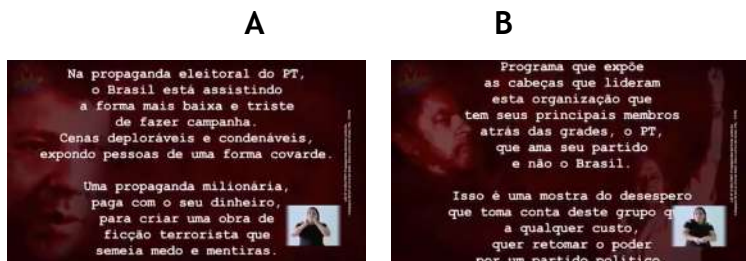 A
B
Na propaganda eleitoral do PT,
o Brasil está assistindo
a forma mais baixa e triste
de fazer campanha.
Cenas deploráveis e condenáveis,
expondo pessoas de uma forma covarde.
Uma propaganda milionária,
paga com o seu dinheiro,
para criar uma obra de
ficção terrorista que
semeia medo e mentiras.
Programa que expõe
as cabeças que lideram
esta organização que
tem seus principais membros
atrás das grades, o PT,
que ama seu partido
e não o Brasil.
Isso é uma mostra do desespero
que toma conta deste grupo
a qualquer custo,
quer retomar o poder
por um partido político